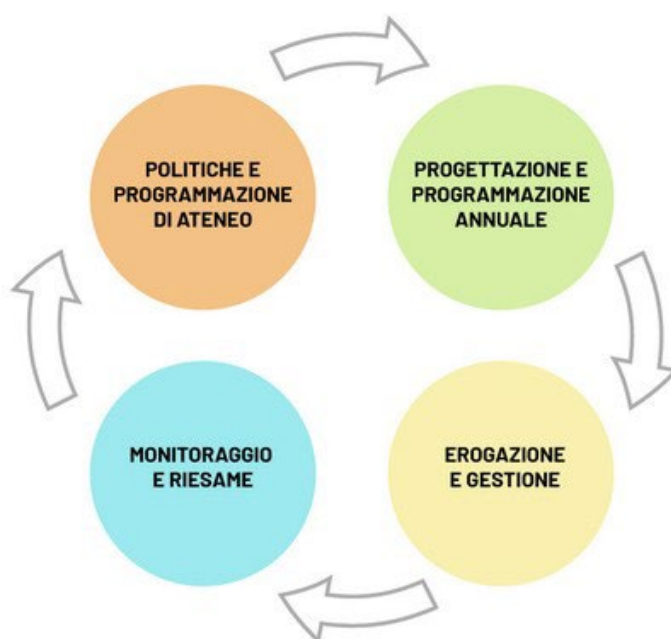 POLITICHE E
PROGRAMMAZIONE
DI ATENEO
PROGETTAZIONE E
PROGRAMMAZIONE
ANNUALE
EROGAZIONE
E GESTIONE
MONITORAGGIO
E RIESAME